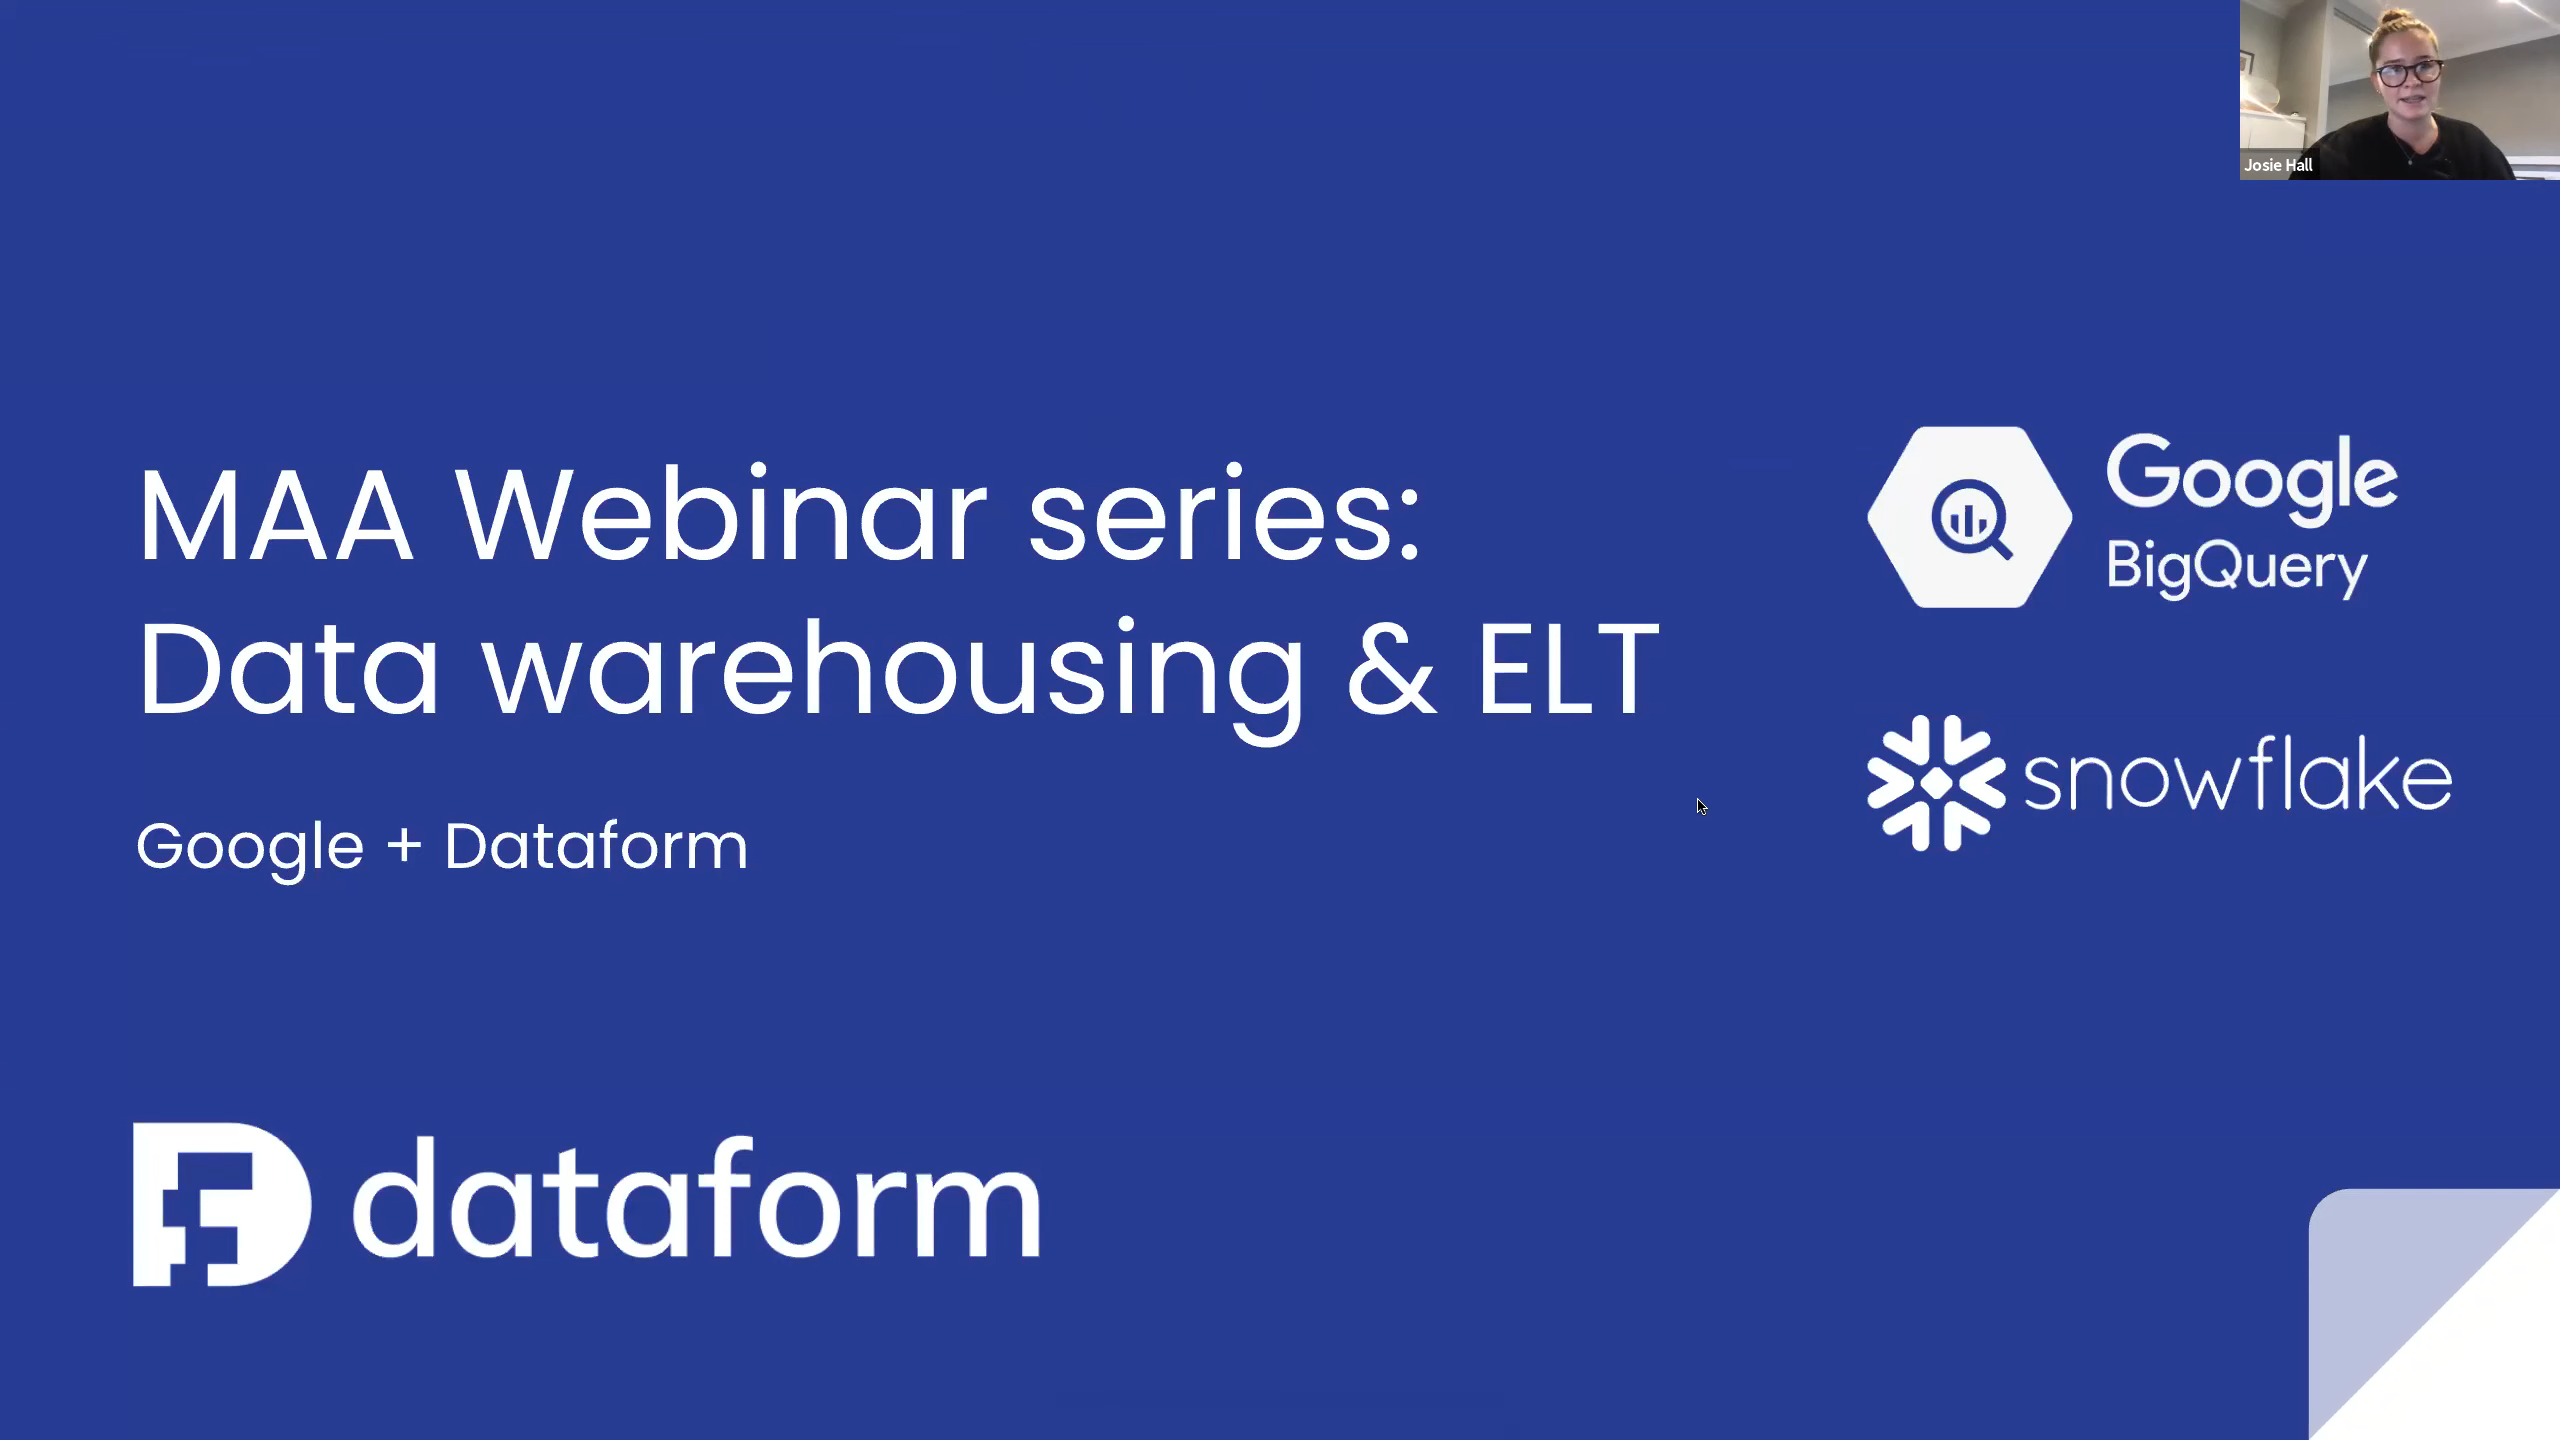 Josie Hall
MAA Webinar series:
Data warehousing & ELT
Google + Dataform
Google
BigQuery
snowflake
dataform